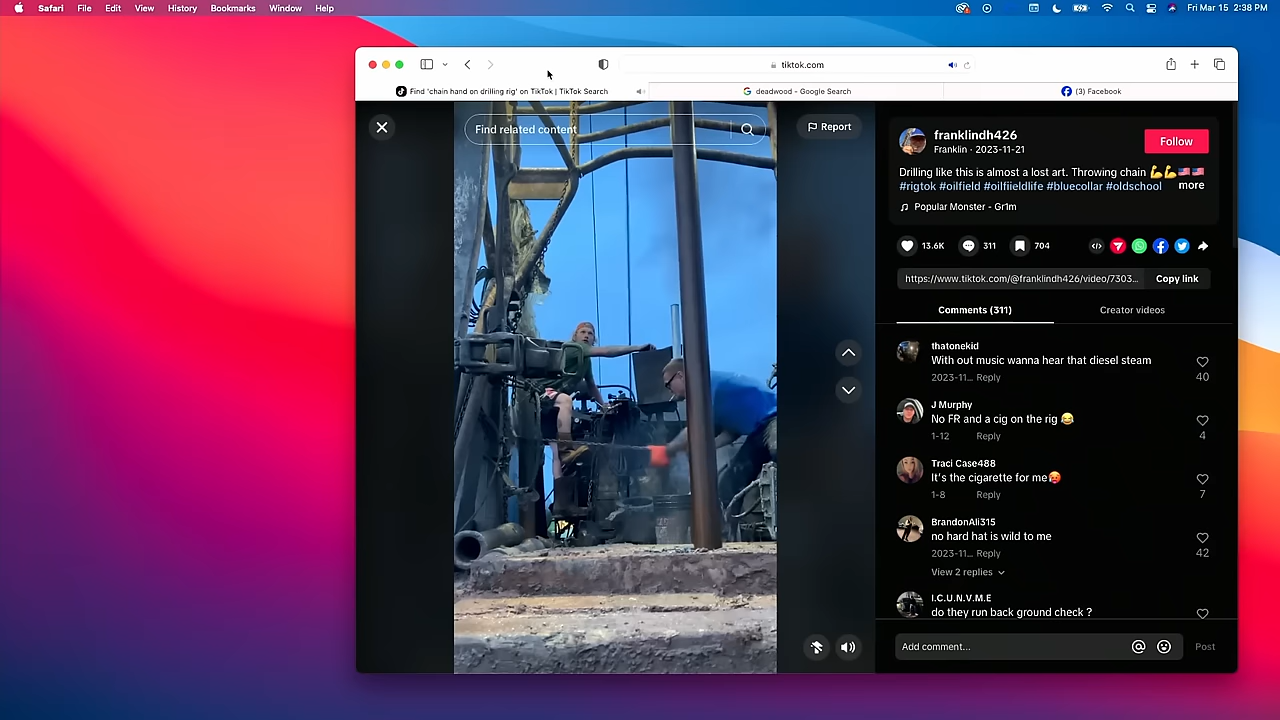 Safari File Edit View History Bookmarks Window Help
Fri Mar 15 2:38 PM
tiktok.com
Find 'chain hand on drilling rig' on TikTok | TikTok Search
deadwood - Google Search
(3) Facebook
Find related content
Report
franklindh426
Franklin · 2023-11-21
Follow
Drilling like this is almost a lost art. Throwing chain 💪💪🇺🇸🇺🇸
#rigtok #oilfield #oilfiieldlife #bluecollar #oldschool
more
♫ Popular Monster - Gr1m
13.6K 311 704
https://www.tiktok.com/@franklindh426/video/7303...
Copy link
Comments (311)
Creator videos
thatonekid
With out music wanna hear that diesel steam
2023-11... Reply
40
J Murphy
No FR and a cig on the rig 😂
1-12 Reply
4
Traci Case488
It's the cigarette for me🥵
1-8 Reply
7
BrandonAli315
no hard hat is wild to me
2023-11... Reply
42
View 2 replies
I.C.U.N.V.M.E
do they run back ground check ?
Add comment...
Post